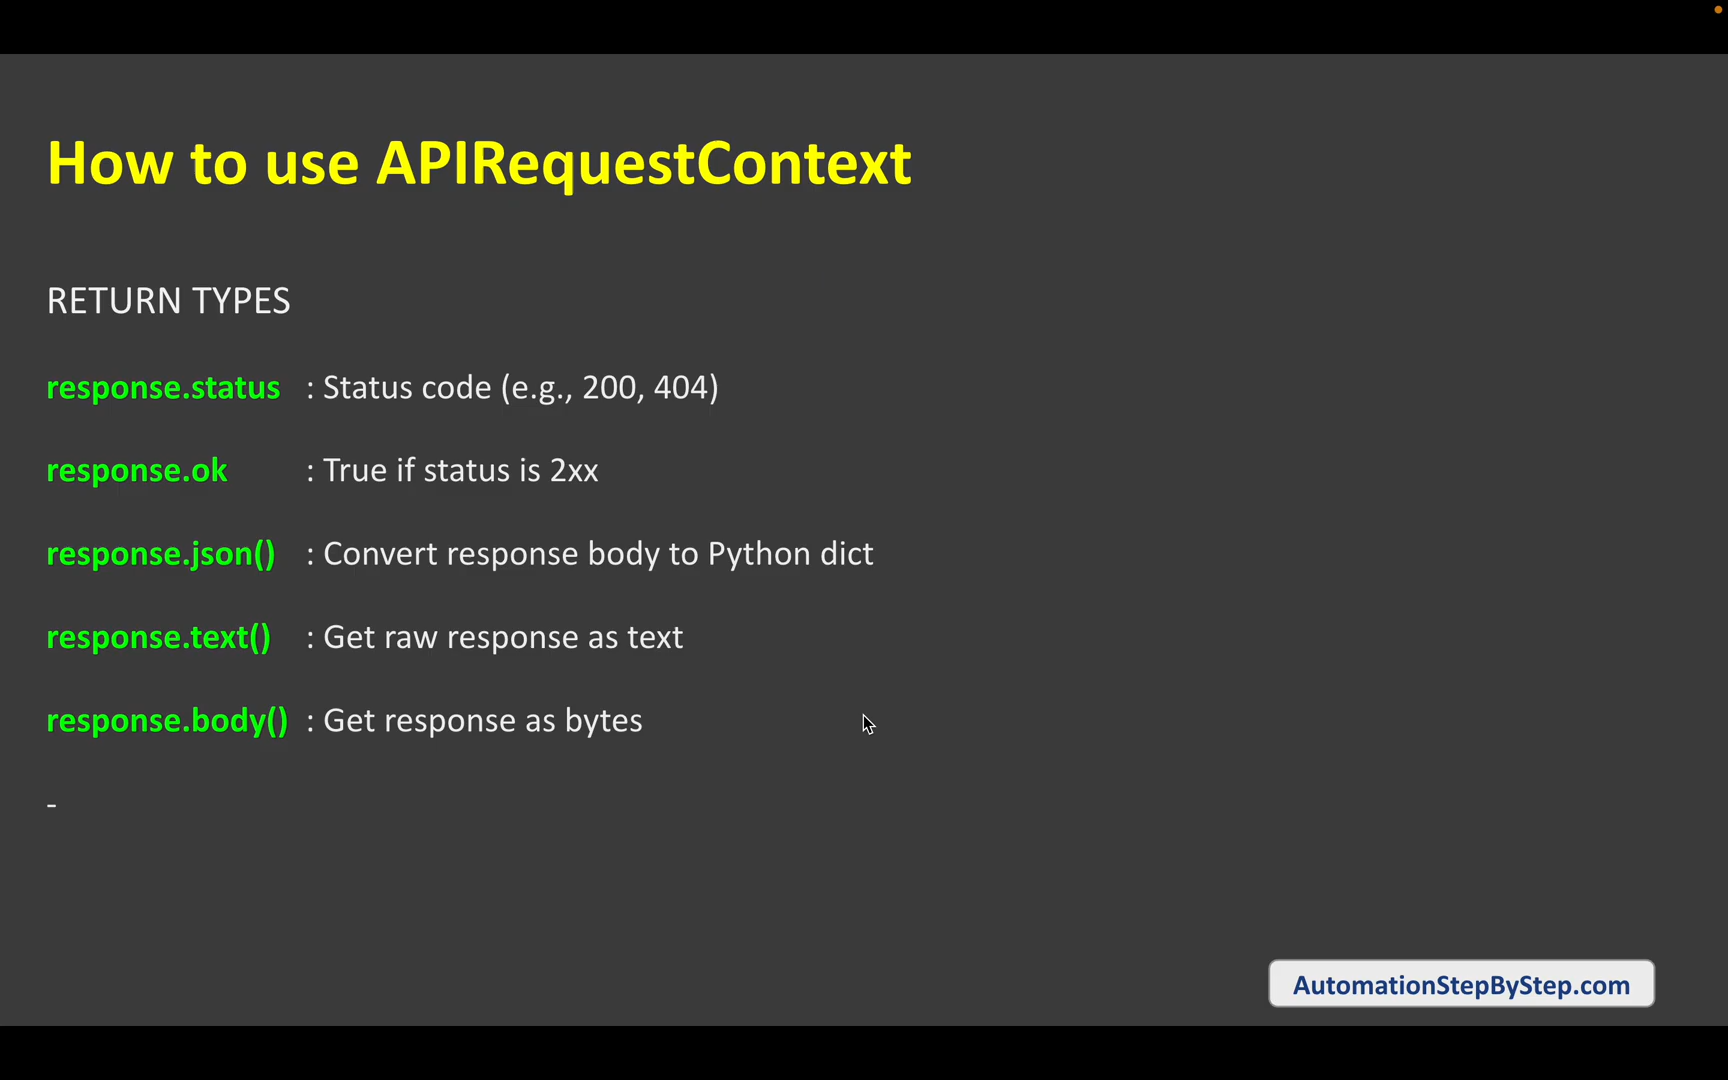 How to use APIRequestContext
RETURN TYPES
response.status : Status code (e.g., 200, 404)
response.ok : True if status is 2xx
response.json() : Convert response body to Python dict
response.text() : Get raw response as text
response.body() : Get response as bytes
-
AutomationStepByStep.com